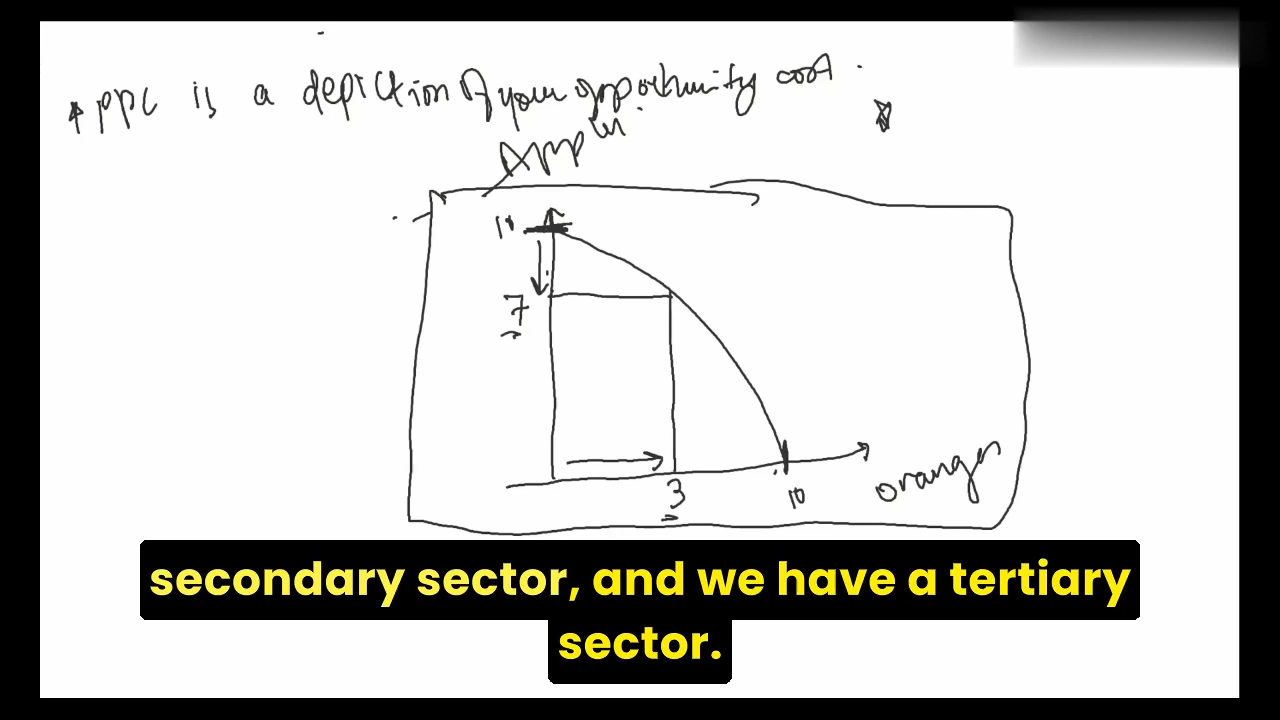 * PPC is a depiction of your opportunity cost.
Apples
10
7
3
10
oranges
secondary sector, and we have a tertiary
sector.